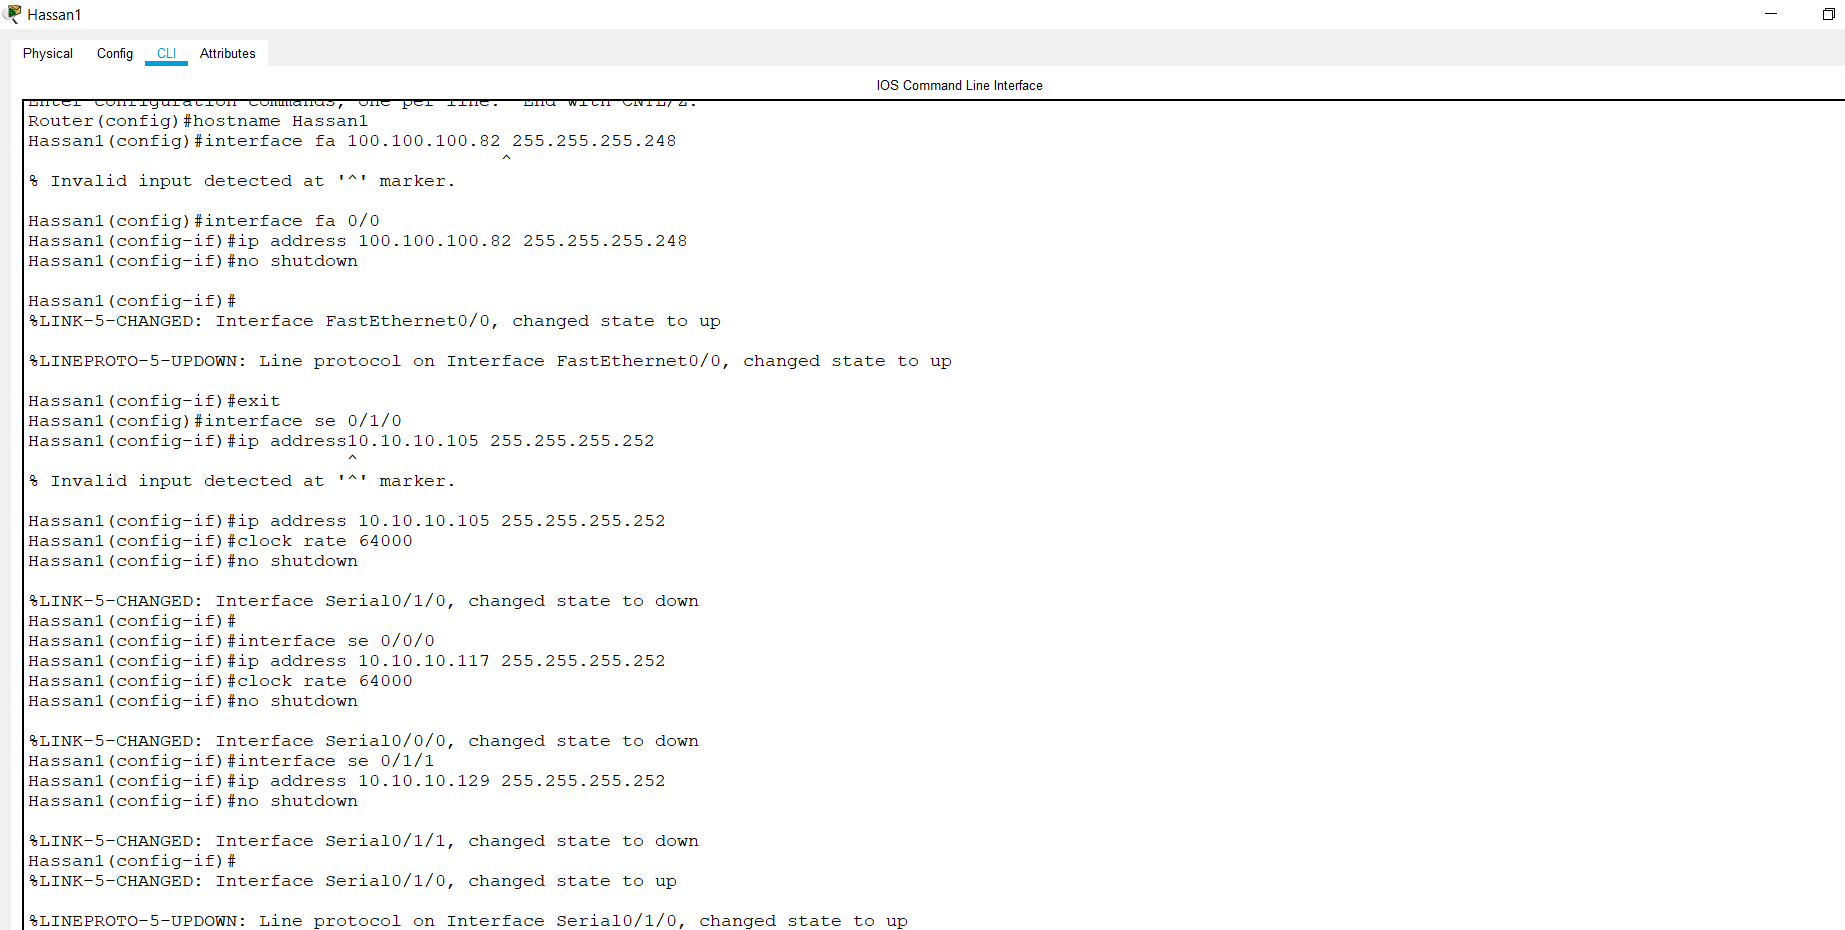 Hassan1
Physical Config CLI Attributes
IOS Command Line Interface
Enter configuration commands, one per line. End with CNTL/Z.
Router(config)#hostname Hassan1
Hassan1(config)#interface fa 100.100.100.82 255.255.255.248
^
% Invalid input detected at '^' marker.
Hassan1(config)#interface fa 0/0
Hassan1(config-if)#ip address 100.100.100.82 255.255.255.248
Hassan1(config-if)#no shutdown
Hassan1(config-if)#
%LINK-5-CHANGED: Interface FastEthernet0/0, changed state to up
%LINEPROTO-5-UPDOWN: Line protocol on Interface FastEthernet0/0, changed state to up
Hassan1(config-if)#exit
Hassan1(config)#interface se 0/1/0
Hassan1(config-if)#ip address10.10.10.105 255.255.255.252
^
% Invalid input detected at '^' marker.
Hassan1(config-if)#ip address 10.10.10.105 255.255.255.252
Hassan1(config-if)#clock rate 64000
Hassan1(config-if)#no shutdown
%LINK-5-CHANGED: Interface Serial0/1/0, changed state to down
Hassan1(config-if)#
Hassan1(config-if)#interface se 0/0/0
Hassan1(config-if)#ip address 10.10.10.117 255.255.255.252
Hassan1(config-if)#clock rate 64000
Hassan1(config-if)#no shutdown
%LINK-5-CHANGED: Interface Serial0/0/0, changed state to down
Hassan1(config-if)#interface se 0/1/1
Hassan1(config-if)#ip address 10.10.10.129 255.255.255.252
Hassan1(config-if)#no shutdown
%LINK-5-CHANGED: Interface Serial0/1/1, changed state to down
Hassan1(config-if)#
%LINK-5-CHANGED: Interface Serial0/1/0, changed state to up
%LINEPROTO-5-UPDOWN: Line protocol on Interface Serial0/1/0, changed state to up